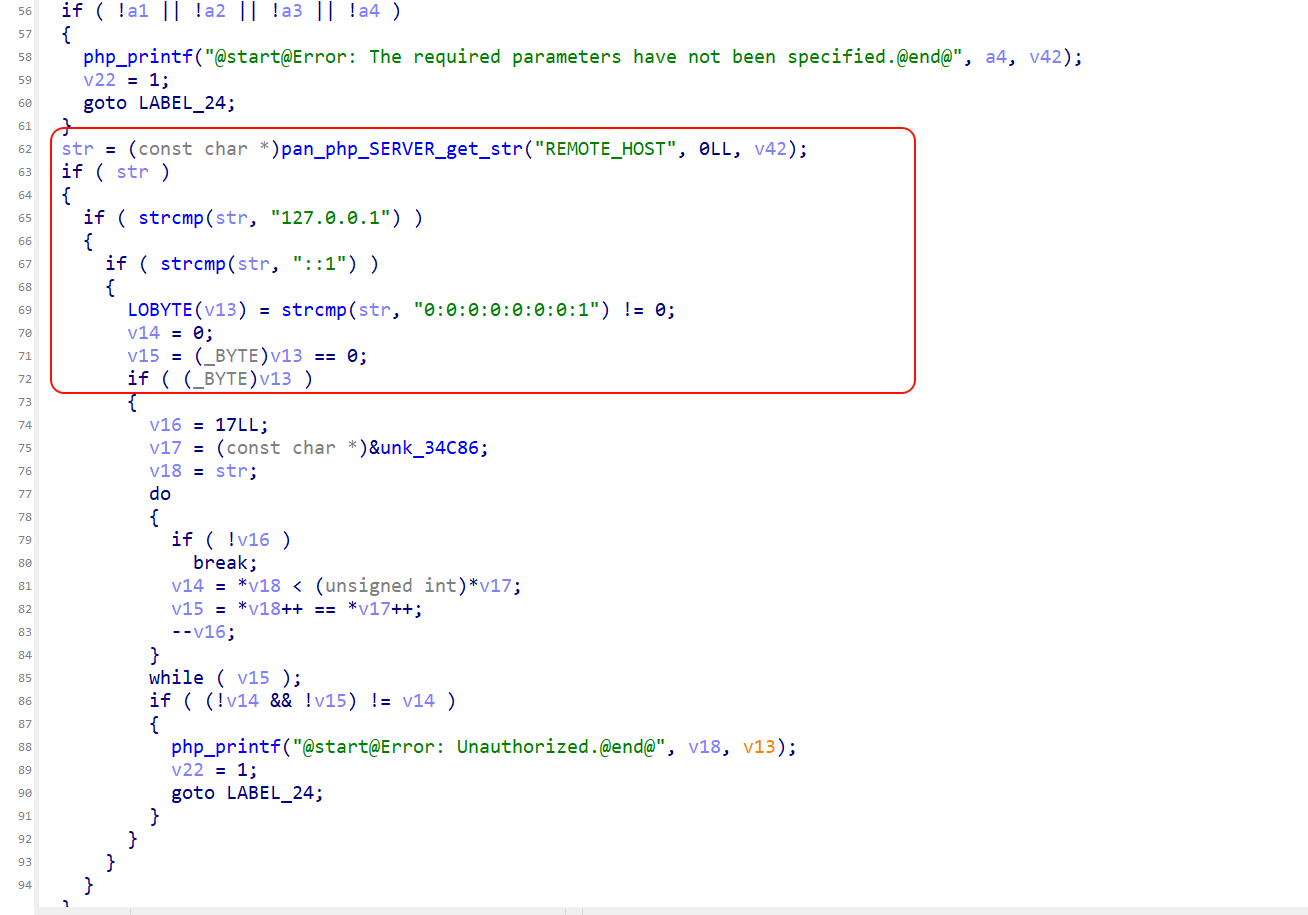 56 if ( !a1 || !a2 || !a3 || !a4 )
57 {
58 php_printf("@start@Error: The required parameters have not been specified.@end@", a4, v42);
59 v22 = 1;
60 goto LABEL_24;
61 }
62 str = (const char *)pan_php_SERVER_get_str("REMOTE_HOST", 0LL, v42);
63 if ( str )
64 {
65 if ( strcmp(str, "127.0.0.1") )
66 {
67 if ( strcmp(str, "::1") )
68 {
69 LOBYTE(v13) = strcmp(str, "0:0:0:0:0:0:0:1") != 0;
70 v14 = 0;
71 v15 = (_BYTE)v13 == 0;
72 if ( (_BYTE)v13 )
73 {
74 v16 = 17LL;
75 v17 = (const char *)&unk_34C86;
76 v18 = str;
77 do
78 {
79 if ( !v16 )
80 break;
81 v14 = *v18 < (unsigned int)*v17;
82 v15 = *v18++ == *v17++;
83 --v16;
84 }
85 while ( v15 );
86 if ( (!v14 && !v15) != v14 )
87 {
88 php_printf("@start@Error: Unauthorized.@end@", v18, v13);
89 v22 = 1;
90 goto LABEL_24;
91 }
92 }
93 }
94 }